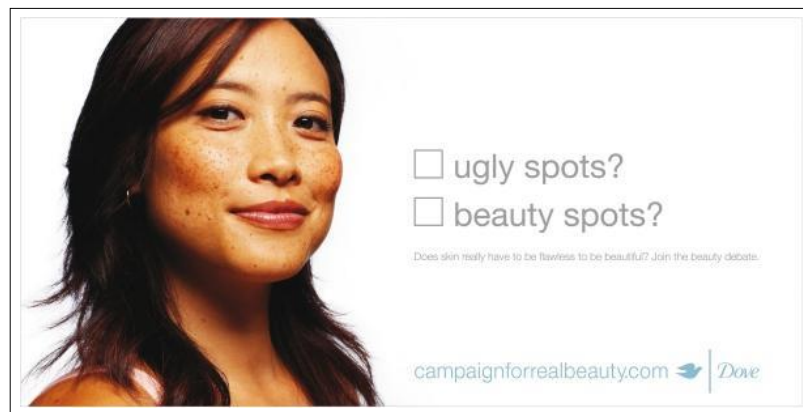 ugly spots?
beauty spots?
Does skin really have to be flawless to be beautiful? Join the beauty debate.
campaignforrealbeauty.com Dove